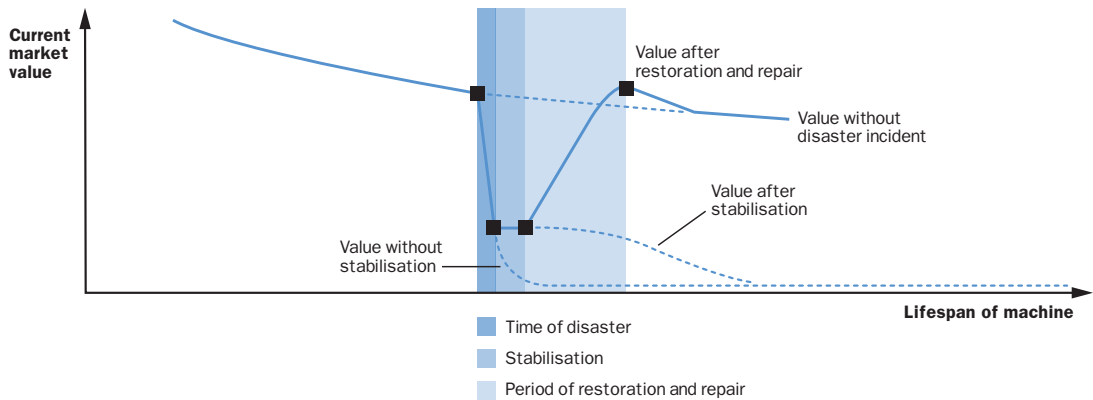 Current
market
value
Value after
restoration and repair
Value without
disaster incident
Value after
stabilisation
Value without
stabilisation
Lifespan of machine
Time of disaster
Stabilisation
Period of restoration and repair